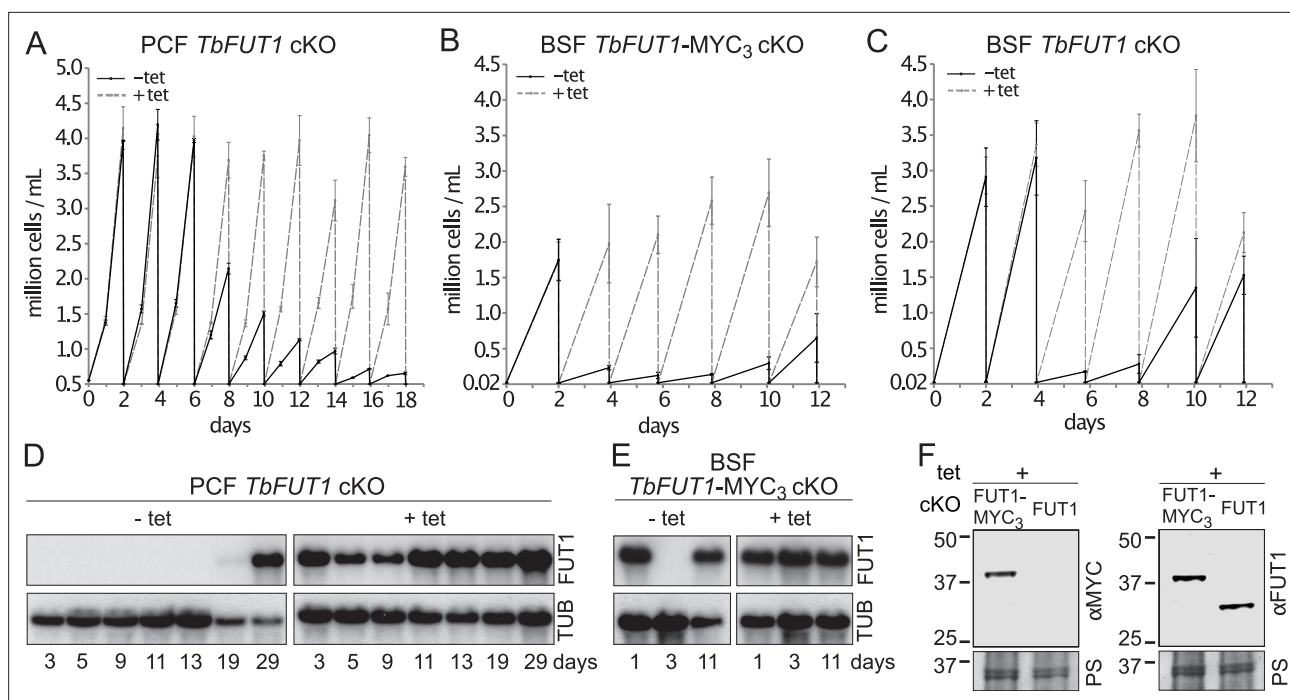 A
PCF TbFUT1 cKO
–tet
+tet
million cells / mL
5.0
4.5
4.0
3.5
3.0
2.5
2.0
1.5
1.0
0.5
0 2 4 6 8 10 12 14 16 18
days
B
BSF TbFUT1-MYC3 cKO
–tet
+tet
million cells / mL
4.5
4.0
3.5
3.0
2.5
2.0
1.5
1.0
0.5
0.02
0 2 4 6 8 10 12
days
C
BSF TbFUT1 cKO
–tet
+tet
million cells / mL
4.5
4.0
3.5
3.0
2.5
2.0
1.5
1.0
0.5
0.02
0 2 4 6 8 10 12
days
D
PCF TbFUT1 cKO
- tet + tet
FUT1
TUB
3 5 9 11 13 19 29 3 5 9 11 13 19 29 days
E
BSF
TbFUT1-MYC3 cKO
- tet + tet
FUT1
TUB
1 3 11 1 3 11 days
F
tet +
cKO FUT1-
MYC3 FUT1
50
37
25
αMYC
37
PS
+
FUT1-
MYC3 FUT1
50
37
25
αFUT1
37
PS